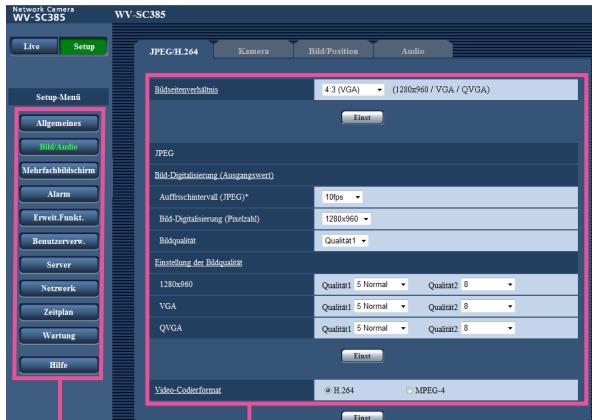 Network Camera
WV-SC385
WV-SC385
Live Setup
JPEG/H.264 Kamera Bild/Position Audio
Setup-Menü
Allgemeines
Bild/Audio
Mehrfachbildschirm
Alarm
Erweit.Funkt.
Benutzerverw.
Server
Netzwerk
Zeitplan
Wartung
Hilfe
Bildseitenverhältnis 4:3 (VGA) (1280x960 / VGA / QVGA)
Einst
JPEG
Bild-Digitalisierung (Ausgangswert)
Auffrischintervall (JPEG)* 10fps
Bild-Digitalisierung (Pixelzahl) 1280x960
Bildqualität Qualität1
Einstellung der Bildqualität
1280x960 Qualität1 5 Normal Qualität2 8
VGA Qualität1 5 Normal Qualität2 8
QVGA Qualität1 5 Normal Qualität2 8
Einst
Video-Codierformat H.264 MPEG-4
Einst